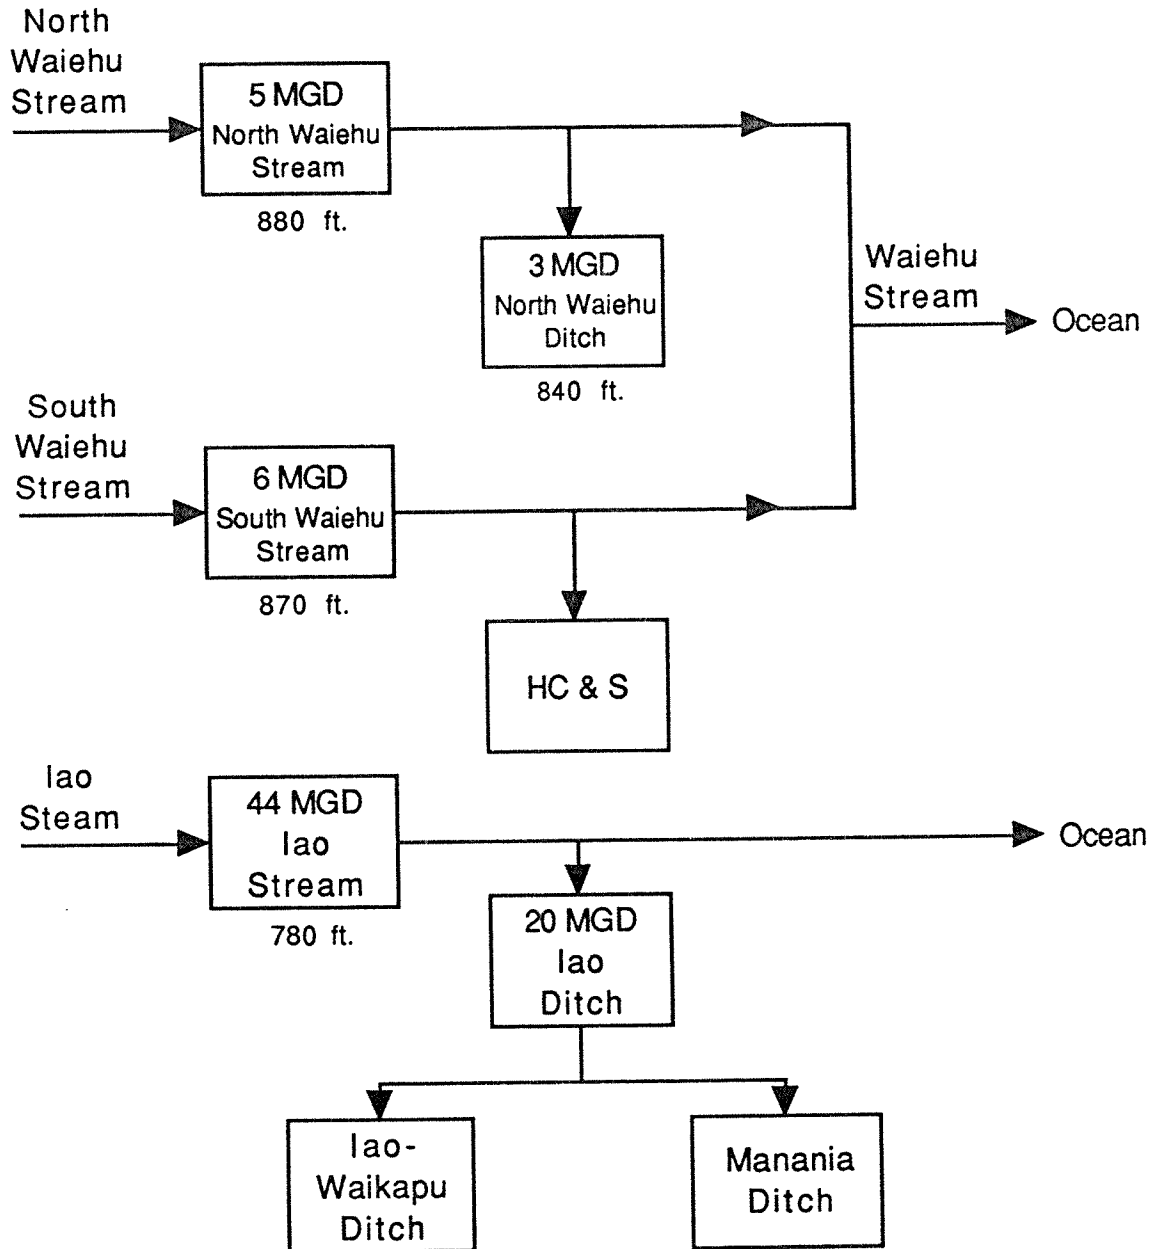 North
Waiehu
Stream
5 MGD
North Waiehu
Stream
880 ft.
3 MGD
North Waiehu
Ditch
840 ft.
Waiehu
Stream
Ocean
South
Waiehu
Stream
6 MGD
South Waiehu
Stream
870 ft.
HC & S
Iao
Steam
44 MGD
Iao
Stream
780 ft.
Ocean
20 MGD
Iao
Ditch
Iao-
Waikapu
Ditch
Manania
Ditch